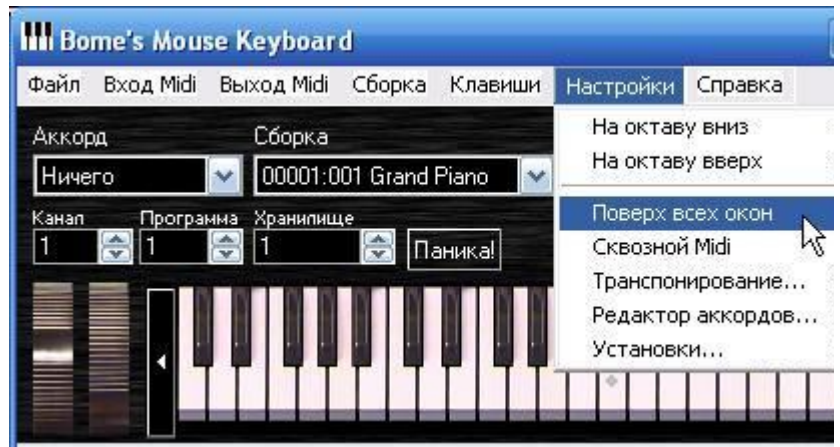 Bome's Mouse Keyboard
Файл Вход Midi Выход Midi Сборка Клавиши Настройки Справка
На октаву вниз
На октаву вверх
Поверх всех окон
Сквозной Midi
Транспонирование...
Редактор аккордов...
Установки...
Аккорд Сборка
Ничего 00001:001 Grand Piano
Канал Программа Хранилище
1 1 1 Паника!